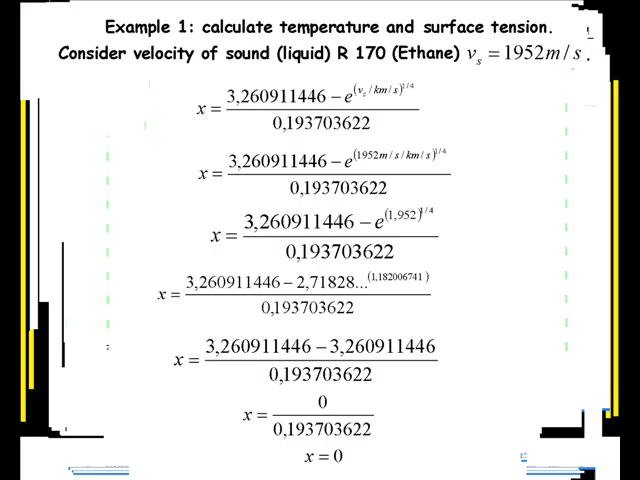 Example 1: calculate temperature and surface tension.
Consider velocity of sound (liquid) R 170 (Ethane) v_s = 1952m/s.
x = (3,260911446 − e^((v_s/km/s)^(1/4))) / 0,193703622
x = (3,260911446 − e^((1952m/s/km/s)^(1/4))) / 0,193703622
x = (3,260911446 − e^((1,952)^(1/4))) / 0,193703622
x = (3,260911446 − 2,71828...^((1,182006741))) / 0,193703622
x = (3,260911446 − 3,260911446) / 0,193703622
x = 0 / 0,193703622
x = 0